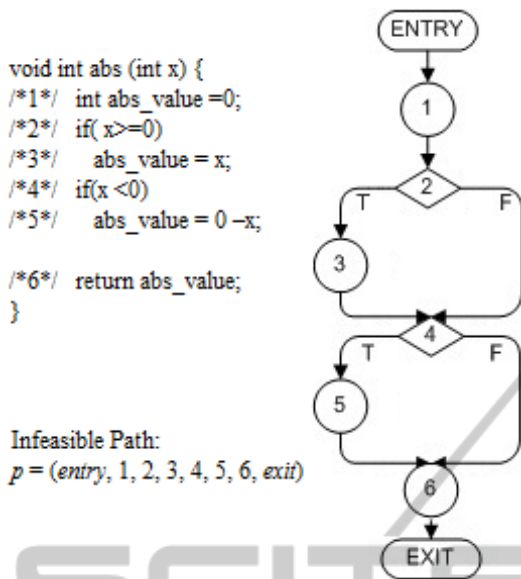 void int abs (int x) {
/*1*/ int abs_value =0;
/*2*/ if( x>=0)
/*3*/ abs_value = x;
/*4*/ if(x <0)
/*5*/ abs_value = 0 –x;
/*6*/ return abs_value;
}
Infeasible Path:
p = (entry, 1, 2, 3, 4, 5, 6, exit)
ENTRY
1
2
T
F
3
4
T
F
5
6
EXIT